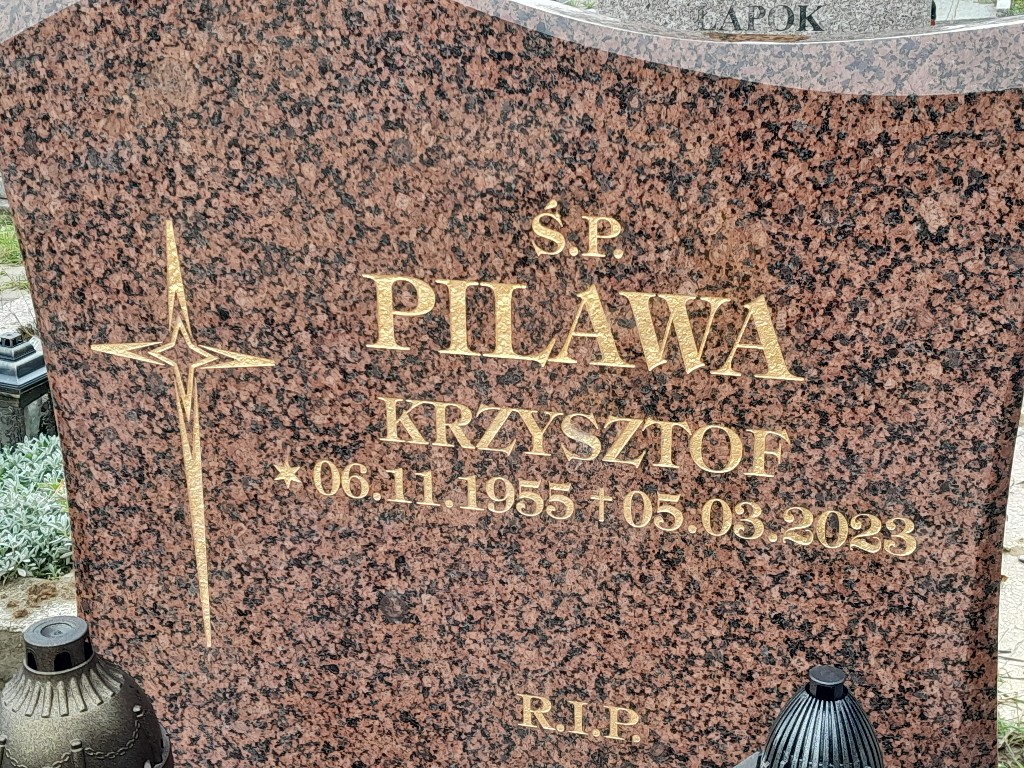 ŁAPOK
Ś.P.
PILAWA
KRZYSZTOF
* 06.11.1955 † 05.03.2023
R.I.P.